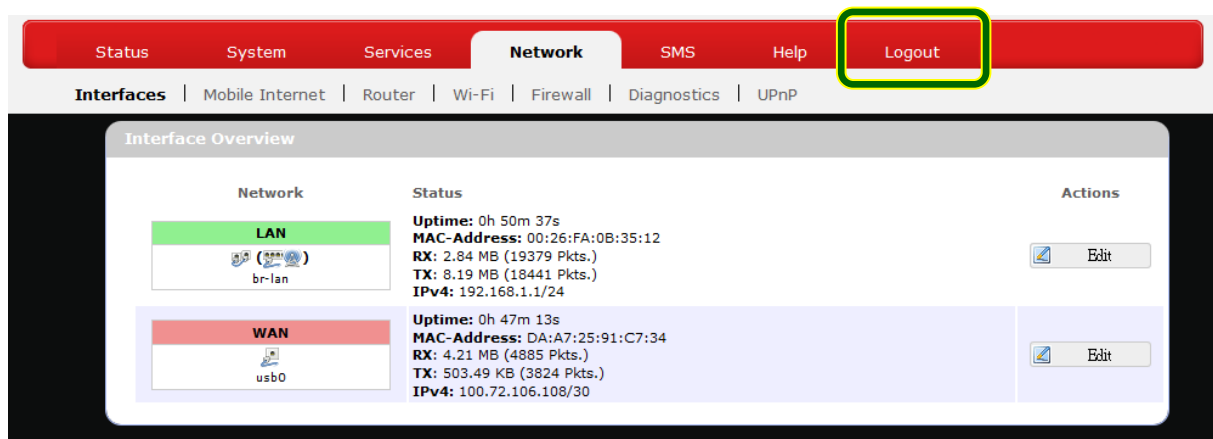 Status System Services Network SMS Help Logout
Interfaces | Mobile Internet | Router | Wi-Fi | Firewall | Diagnostics | UPnP
Interface Overview
Network Status Actions
LAN
br-lan
Uptime: 0h 50m 37s
MAC-Address: 00:26:FA:0B:35:12
RX: 2.84 MB (19379 Pkts.)
TX: 8.19 MB (18441 Pkts.)
IPv4: 192.168.1.1/24
Edit
WAN
usb0
Uptime: 0h 47m 13s
MAC-Address: DA:A7:25:91:C7:34
RX: 4.21 MB (4885 Pkts.)
TX: 503.49 KB (3824 Pkts.)
IPv4: 100.72.106.108/30
Edit